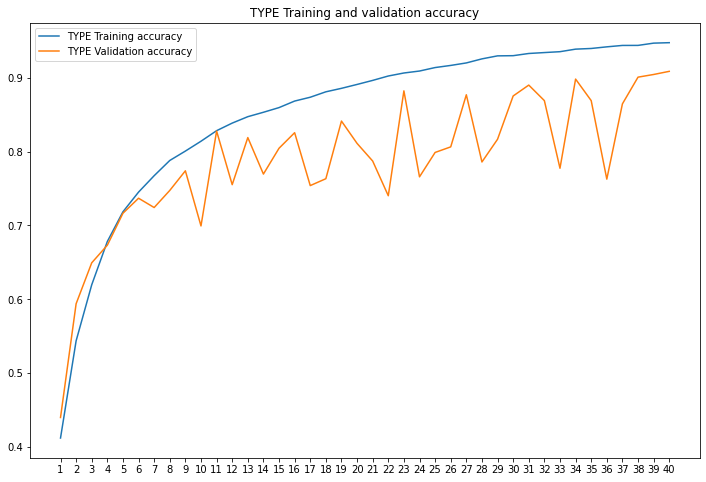 TYPE Training and validation accuracy
TYPE Training accuracy
TYPE Validation accuracy
0.9
0.8
0.7
0.6
0.5
0.4
1 2 3 4 5 6 7 8 9 10 11 12 13 14 15 16 17 18 19 20 21 22 23 24 25 26 27 28 29 30 31 32 33 34 35 36 37 38 39 40